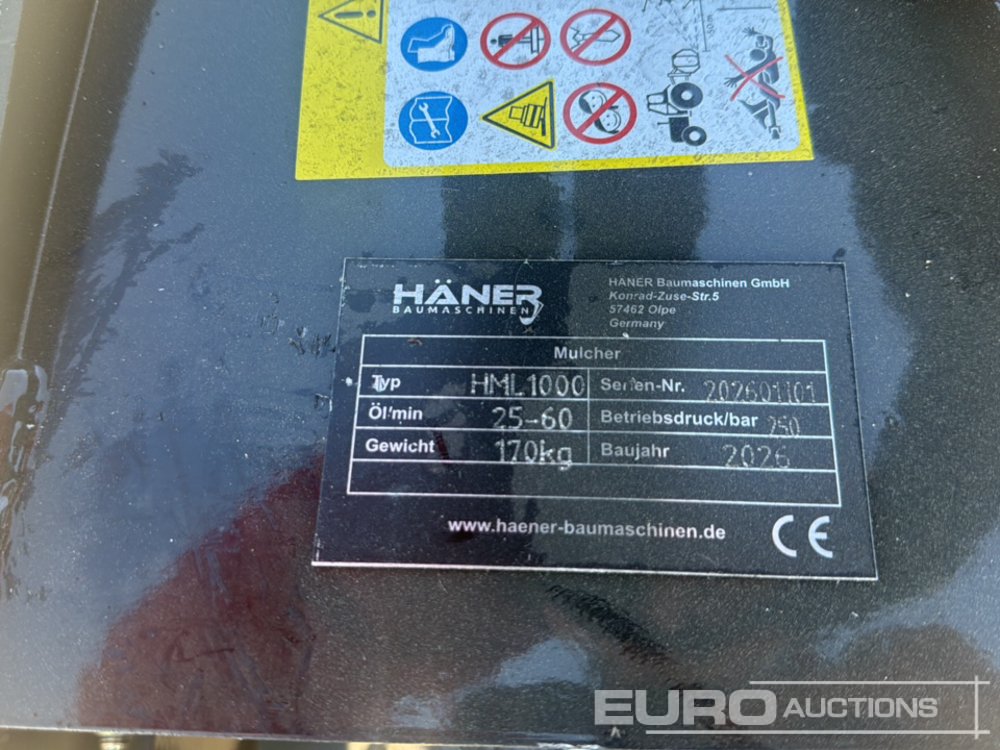 HÄNER
BAUMASCHINEN
HÄNER Baumaschinen GmbH
Konrad-Zuse-Str.5
57462 Olpe
Germany
Mulcher
Typ HML1000 Serien-Nr.
Öl'min 25-60 Betriebsdruck/bar 250
Gewicht 170kg Baujahr 2026
www.haener-baumaschinen.de
CE
EURO AUCTIONS